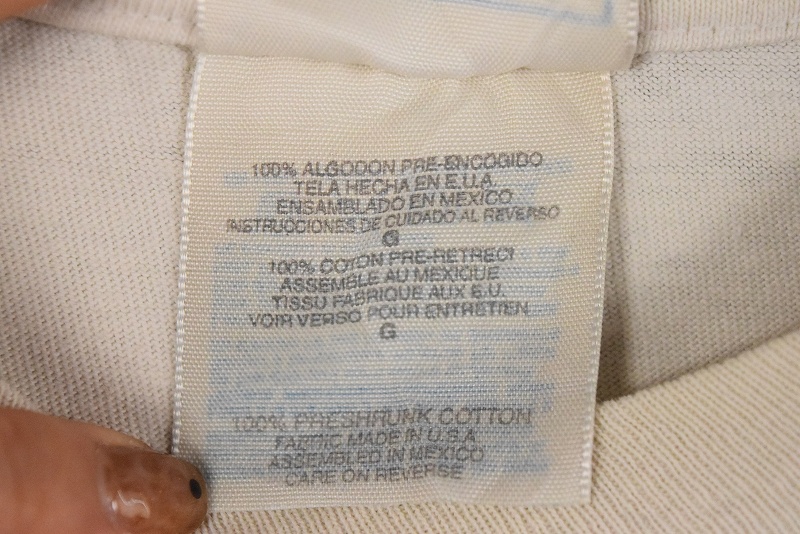 100% ALGODON PRE-ENCOGIDO
TELA HECHA EN E.U.A.
ENSAMBLADO EN MEXICO
INSTRUCCIONES DE CUIDADO AL REVERSO
G
100% COTON PRE-RETRECI
ASSEMBLE AU MEXIQUE
TISSU FABRIQUE AUX E.U.
VOIR VERSO POUR ENTRETIEN
G
100% PRESHRUNK COTTON
FABRIC MADE IN U.S.A.
ASSEMBLED IN MEXICO
CARE ON REVERSE